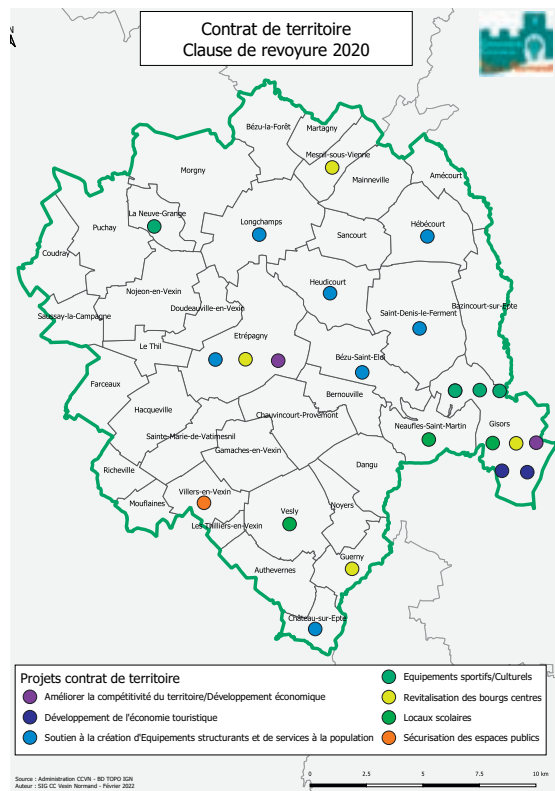 Contrat de territoire
Clause de revoyure 2020
N
Bézu-la-Forêt
Martagny
Mesnil-sous-Vienne
Morgny
Mainneville
Amécourt
La Neuve-Grange
Longchamps
Hébécourt
Puchay
Sancourt
Coudray
Heudicourt
Nojeon-en-Vexin
Bazincourt-sur-Epte
Doudeauville-en-Vexin
Saint-Denis-le-Ferment
Saussay-la-Campagne
Etrépagny
Le Thil
Bézu-Saint-Eloi
Farceaux
Bernouville
Hacqueville
Chauvincourt-Provemont
Neaufles-Saint-Martin
Gisors
Sainte-Marie-de-Vatimesnil
Gamaches-en-Vexin
Dangu
Richeville
Villers-en-Vexin
Mouflaines
Vesly
Noyers
Les Thilliers-en-Vexin
Guerny
Authevernes
Château-sur-Epte
Projets contrat de territoire
Améliorer la compétitivité du territoire/Développement économique
Développement de l'économie touristique
Soutien à la création d'Equipements structurants et de services à la population
Equipements sportifs/Culturels
Revitalisation des bourgs centres
Locaux scolaires
Sécurisation des espaces publics
Source : Administration CCVN - BD TOPO IGN
Auteur : SIG CC Vexin Normand - Février 2022
0 2.5 5 7.5 10 km